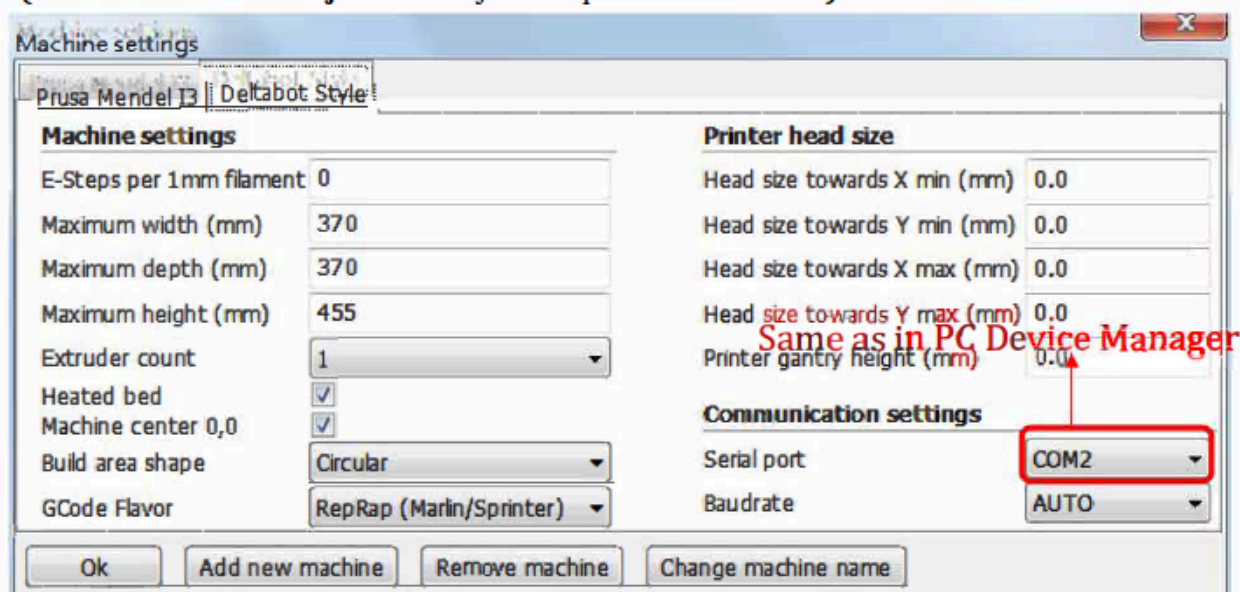 Machine settings
Prusa Mendel I3 Deltabot Style
Machine settings
E-Steps per 1mm filament 0
Maximum width (mm) 370
Maximum depth (mm) 370
Maximum height (mm) 455
Extruder count 1
Heated bed
Machine center 0,0
Build area shape Circular
GCode Flavor RepRap (Marlin/Sprinter)
Printer head size
Head size towards X min (mm) 0.0
Head size towards Y min (mm) 0.0
Head size towards X max (mm) 0.0
Head size towards Y max (mm) 0.0
Same as in PC Device Manager
Printer gantry height (mm) 0.0
Communication settings
Serial port COM2
Baudrate AUTO
Ok Add new machine Remove machine Change machine name